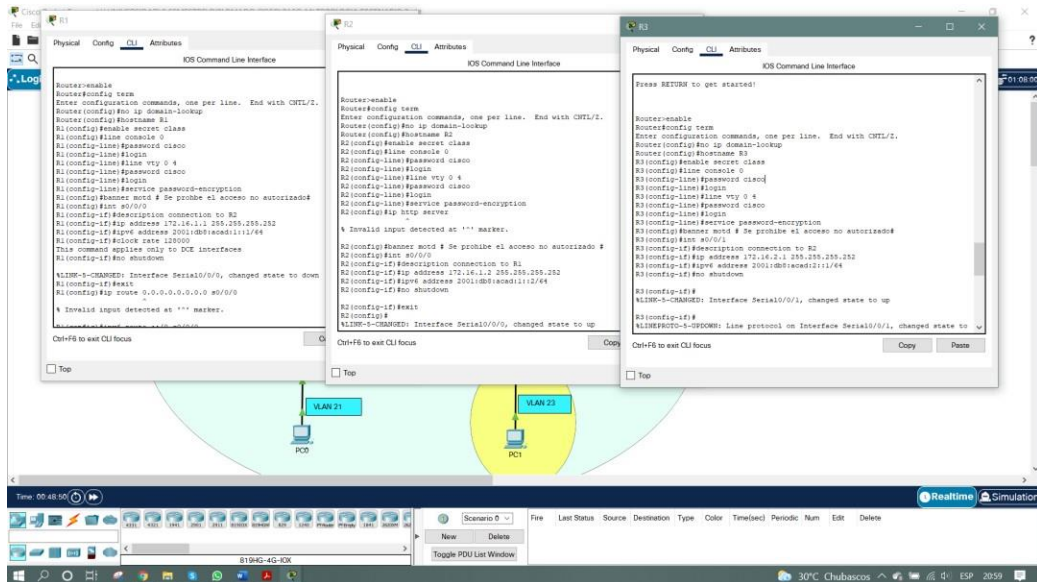 Cisco
File
R1
Physical Config CLI Attributes
IOS Command Line Interface
Router>enable
Router#config term
Enter configuration commands, one per line. End with CNTL/Z.
Router(config)#no ip domain-lookup
Router(config)#hostname R1
R1(config)#enable secret class
R1(config)#line console 0
R1(config-line)#password cisco
R1(config-line)#login
R1(config-line)#line vty 0 4
R1(config-line)#password cisco
R1(config-line)#login
R1(config-line)#service password-encryption
R1(config)#banner motd # Se prohbe el acceso no autorizado#
R1(config)#int s0/0/0
R1(config-if)#description connection to R2
R1(config-if)#ip address 172.16.1.1 255.255.255.252
R1(config-if)#ipv6 address 2001:db8:acad:1::1/64
R1(config-if)#clock rate 128000
This command applies only to DCE interfaces
R1(config-if)#no shutdown
%LINK-5-CHANGED: Interface Serial0/0/0, changed state to down
R1(config-if)#exit
R1(config)#ip route 0.0.0.0.0.0.0.0 s0/0/0
^
% Invalid input detected at '^' marker.
Ctrl+F6 to exit CLI focus
Top
R2
Physical Config CLI Attributes
IOS Command Line Interface
Router>enable
Router#config term
Enter configuration commands, one per line. End with CNTL/Z.
Router(config)#no ip domain-lookup
Router(config)#hostname R2
R2(config)#enable secret class
R2(config)#line console 0
R2(config-line)#password cisco
R2(config-line)#login
R2(config-line)#line vty 0 4
R2(config-line)#password cisco
R2(config-line)#login
R2(config-line)#service password-encryption
R2(config)#ip http server
^
% Invalid input detected at '^' marker.
R2(config)#banner motd # Se prohibe el acceso no autorizado #
R2(config)#int s0/0/0
R2(config-if)#description connection to R1
R2(config-if)#ip address 172.16.1.2 255.255.255.252
R2(config-if)#ipv6 address 2001:db8:acad:1::2/64
R2(config-if)#no shutdown
R2(config-if)#exit
R2(config)#
%LINK-5-CHANGED: Interface Serial0/0/0, changed state to up
Ctrl+F6 to exit CLI focus
Copy
Top
R3
Physical Config CLI Attributes
IOS Command Line Interface
Press RETURN to get started!
Router>enable
Router#config term
Enter configuration commands, one per line. End with CNTL/Z.
Router(config)#no ip domain-lookup
Router(config)#hostname R3
R3(config)#enable secret class
R3(config)#line console 0
R3(config-line)#password cisco
R3(config-line)#login
R3(config-line)#line vty 0 4
R3(config-line)#password cisco
R3(config-line)#login
R3(config-line)#service password-encryption
R3(config)#banner motd # Se prohibe el acceso no autorizado#
R3(config)#int s0/0/1
R3(config-if)#description connection to R2
R3(config-if)#ip address 172.16.2.1 255.255.255.252
R3(config-if)#ipv6 address 2001:db8:acad:2::1/64
R3(config-if)#no shutdown
R3(config-if)#
%LINK-5-CHANGED: Interface Serial0/0/1, changed state to up
R3(config-if)#
%LINEPROTO-5-UPDOWN: Line protocol on Interface Serial0/0/1, changed state to
Ctrl+F6 to exit CLI focus
Copy Paste
Top
01:08:00
VLAN 21
VLAN 23
PC0
PC1
Time: 00:48:50
Realtime
Simulation
Scenario 0
New Delete
Toggle PDU List Window
Fire Last Status Source Destination Type Color Time(sec) Periodic Num Edit Delete
819HG-4G-IOX
30°C Chubascos
ESP 20:59